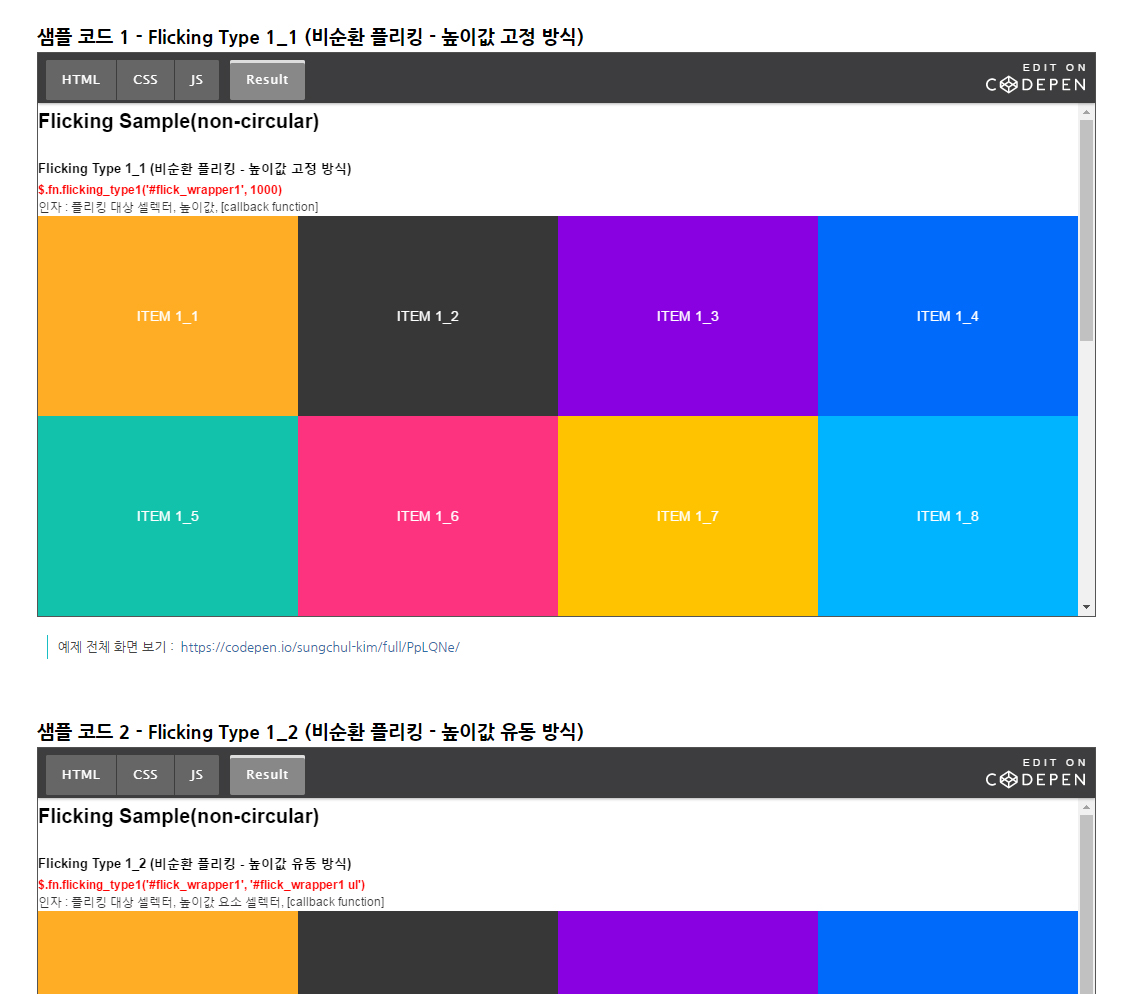 샘플 코드 1 - Flicking Type 1_1 (비순환 플리킹 - 높이값 고정 방식)
HTML CSS JS Result EDIT ON
CODEPEN
Flicking Sample(non-circular)
Flicking Type 1_1 (비순환 플리킹 - 높이값 고정 방식)
$.fn.flicking_type1('#flick_wrapper1', 1000)
인자 : 플리킹 대상 셀렉터, 높이값, [callback function]
ITEM 1_1 ITEM 1_2 ITEM 1_3 ITEM 1_4
ITEM 1_5 ITEM 1_6 ITEM 1_7 ITEM 1_8
예제 전체 화면 보기 : https://codepen.io/sungchul-kim/full/PpLQNe/
샘플 코드 2 - Flicking Type 1_2 (비순환 플리킹 - 높이값 유동 방식)
HTML CSS JS Result EDIT ON
CODEPEN
Flicking Sample(non-circular)
Flicking Type 1_2 (비순환 플리킹 - 높이값 유동 방식)
$.fn.flicking_type1('#flick_wrapper1', '#flick_wrapper1 ul')
인자 : 플리킹 대상 셀렉터, 높이값 요소 셀렉터, [callback function]